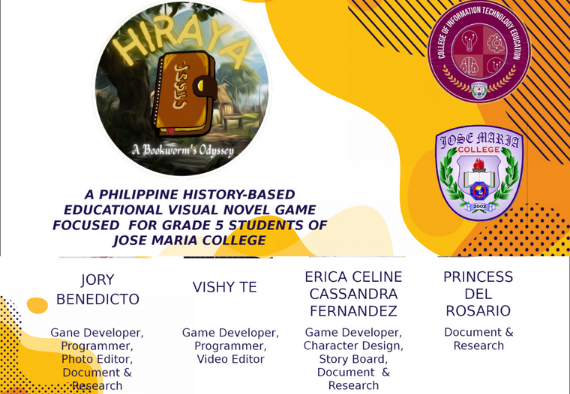 HIRAYA
A Bookworm's Odyssey
COLLEGE OF INFORMATION TECHNOLOGY EDUCATION
JOSE MARIA
COLLEGE
2002
A PHILIPPINE HISTORY-BASED
EDUCATIONAL VISUAL NOVEL GAME
FOCUSED FOR GRADE 5 STUDENTS OF
JOSE MARIA COLLEGE
JORY
BENEDICTO
Gane Developer,
Programmer,
Photo Editor,
Document &
Research
VISHY TE
Game Developer,
Programmer,
Video Editor
ERICA CELINE
CASSANDRA
FERNANDEZ
Game Developer,
Character Design,
Story Board,
Document &
Research
PRINCESS
DEL
ROSARIO
Document &
Research